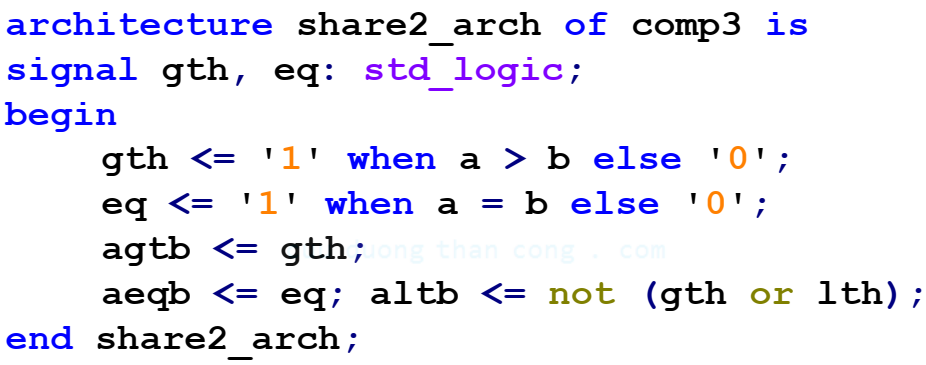 architecture share2_arch of comp3 is
signal gth, eq: std_logic;
begin
gth <= '1' when a > b else '0';
eq <= '1' when a = b else '0';
agtb <= gth;
uong than cong . com
aeqb <= eq; altb <= not (gth or lth);
end share2_arch;